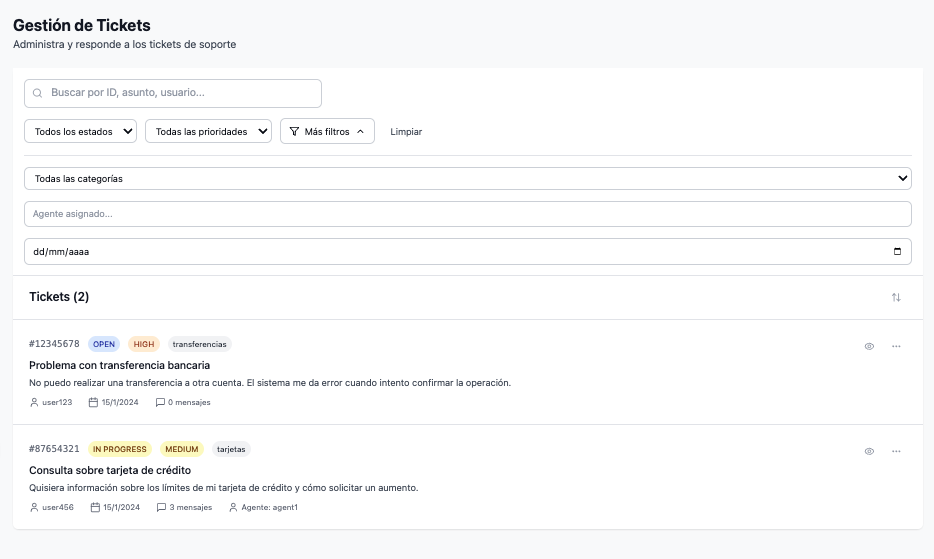 Gestión de Tickets
Administra y responde a los tickets de soporte
Buscar por ID, asunto, usuario...
Todos los estados Todas las prioridades Más filtros Limpiar
Todas las categorías
Agente asignado...
dd/mm/aaaa
Tickets (2)
#12345678 OPEN HIGH transferencias
Problema con transferencia bancaria
No puedo realizar una transferencia a otra cuenta. El sistema me da error cuando intento confirmar la operación.
user123 15/1/2024 0 mensajes
#87654321 IN PROGRESS MEDIUM tarjetas
Consulta sobre tarjeta de crédito
Quisiera información sobre los límites de mi tarjeta de crédito y cómo solicitar un aumento.
user456 15/1/2024 3 mensajes Agente: agent1